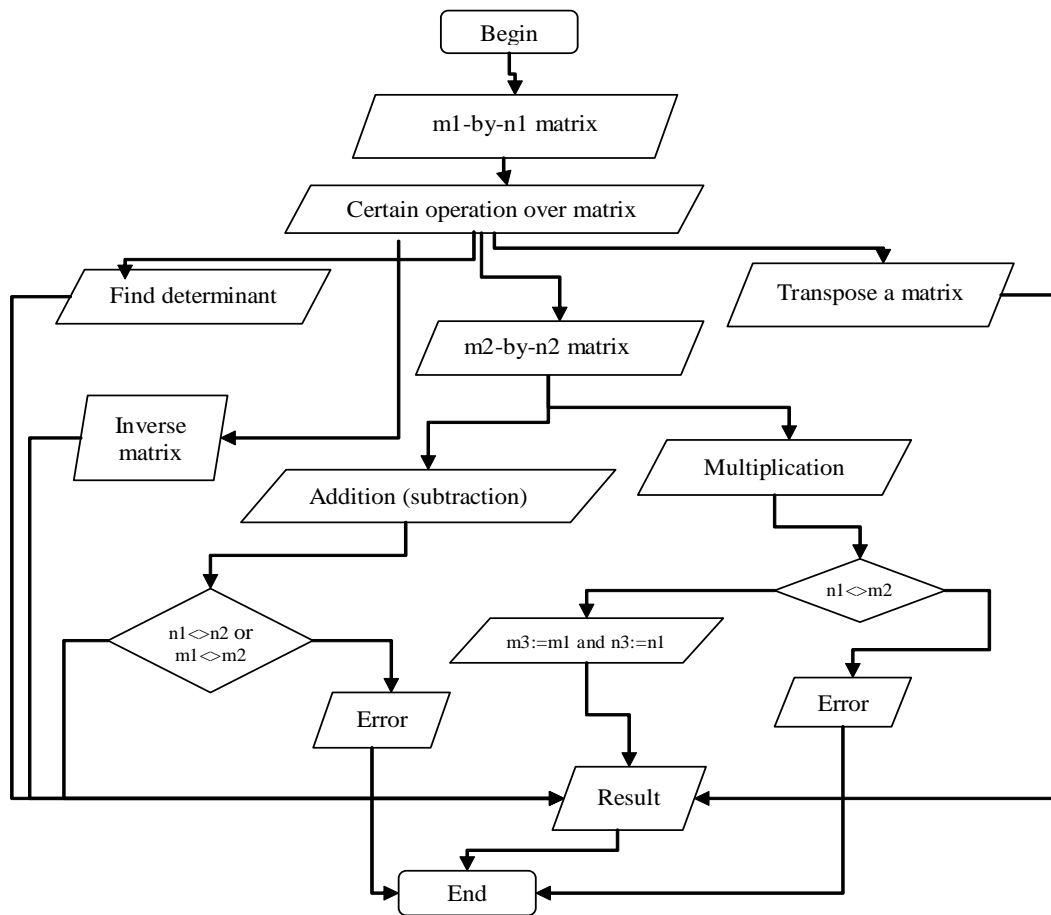 Begin
m1-by-n1 matrix
Certain operation over matrix
Find determinant
Transpose a matrix
m2-by-n2 matrix
Inverse
matrix
Multiplication
Addition (subtraction)
n1<>m2
n1<>n2 or
m1<>m2
m3:=m1 and n3:=n1
Error
Error
Result
End